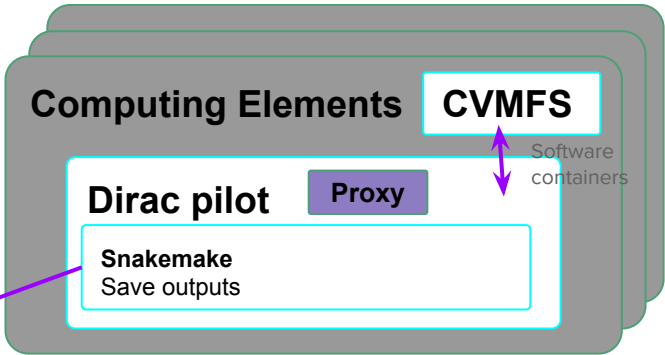 Computing Elements
CVMFS
Software
containers
Dirac pilot
Proxy
Snakemake
Save outputs